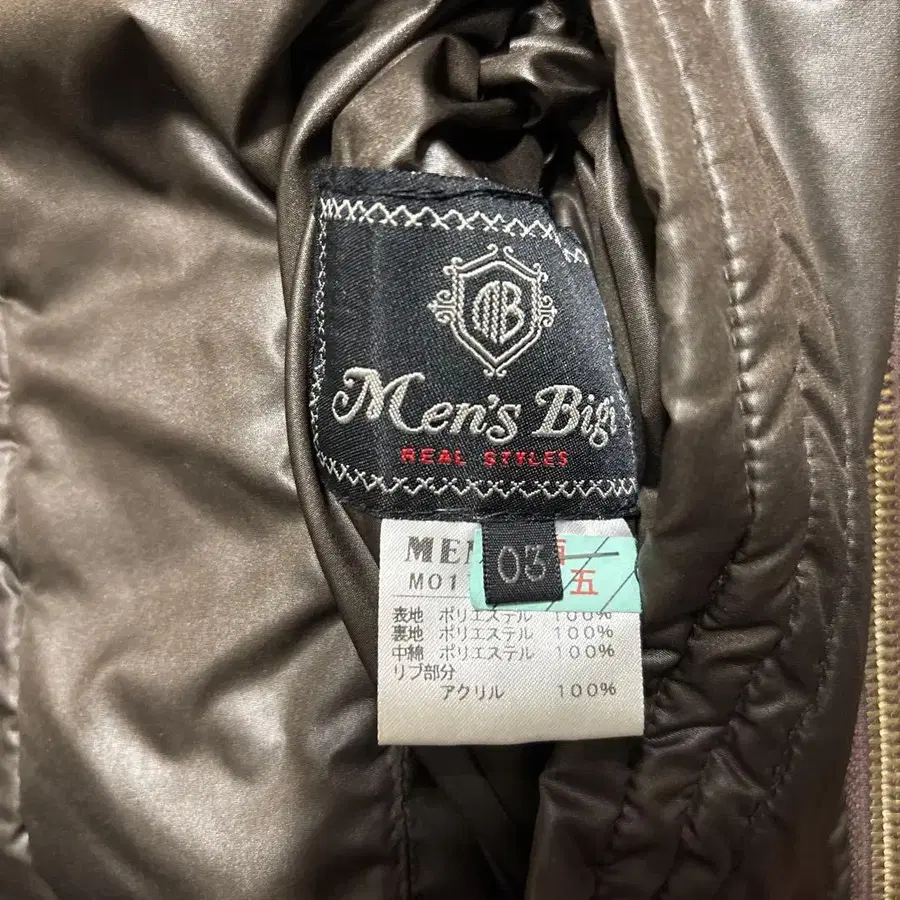 MB
Men's Bigi
REAL STYLES
03
MEN
M01
五
表地 ポリエステル 100%
裏地 ポリエステル 100%
中綿 ポリエステル 100%
リブ部分
アクリル 100%